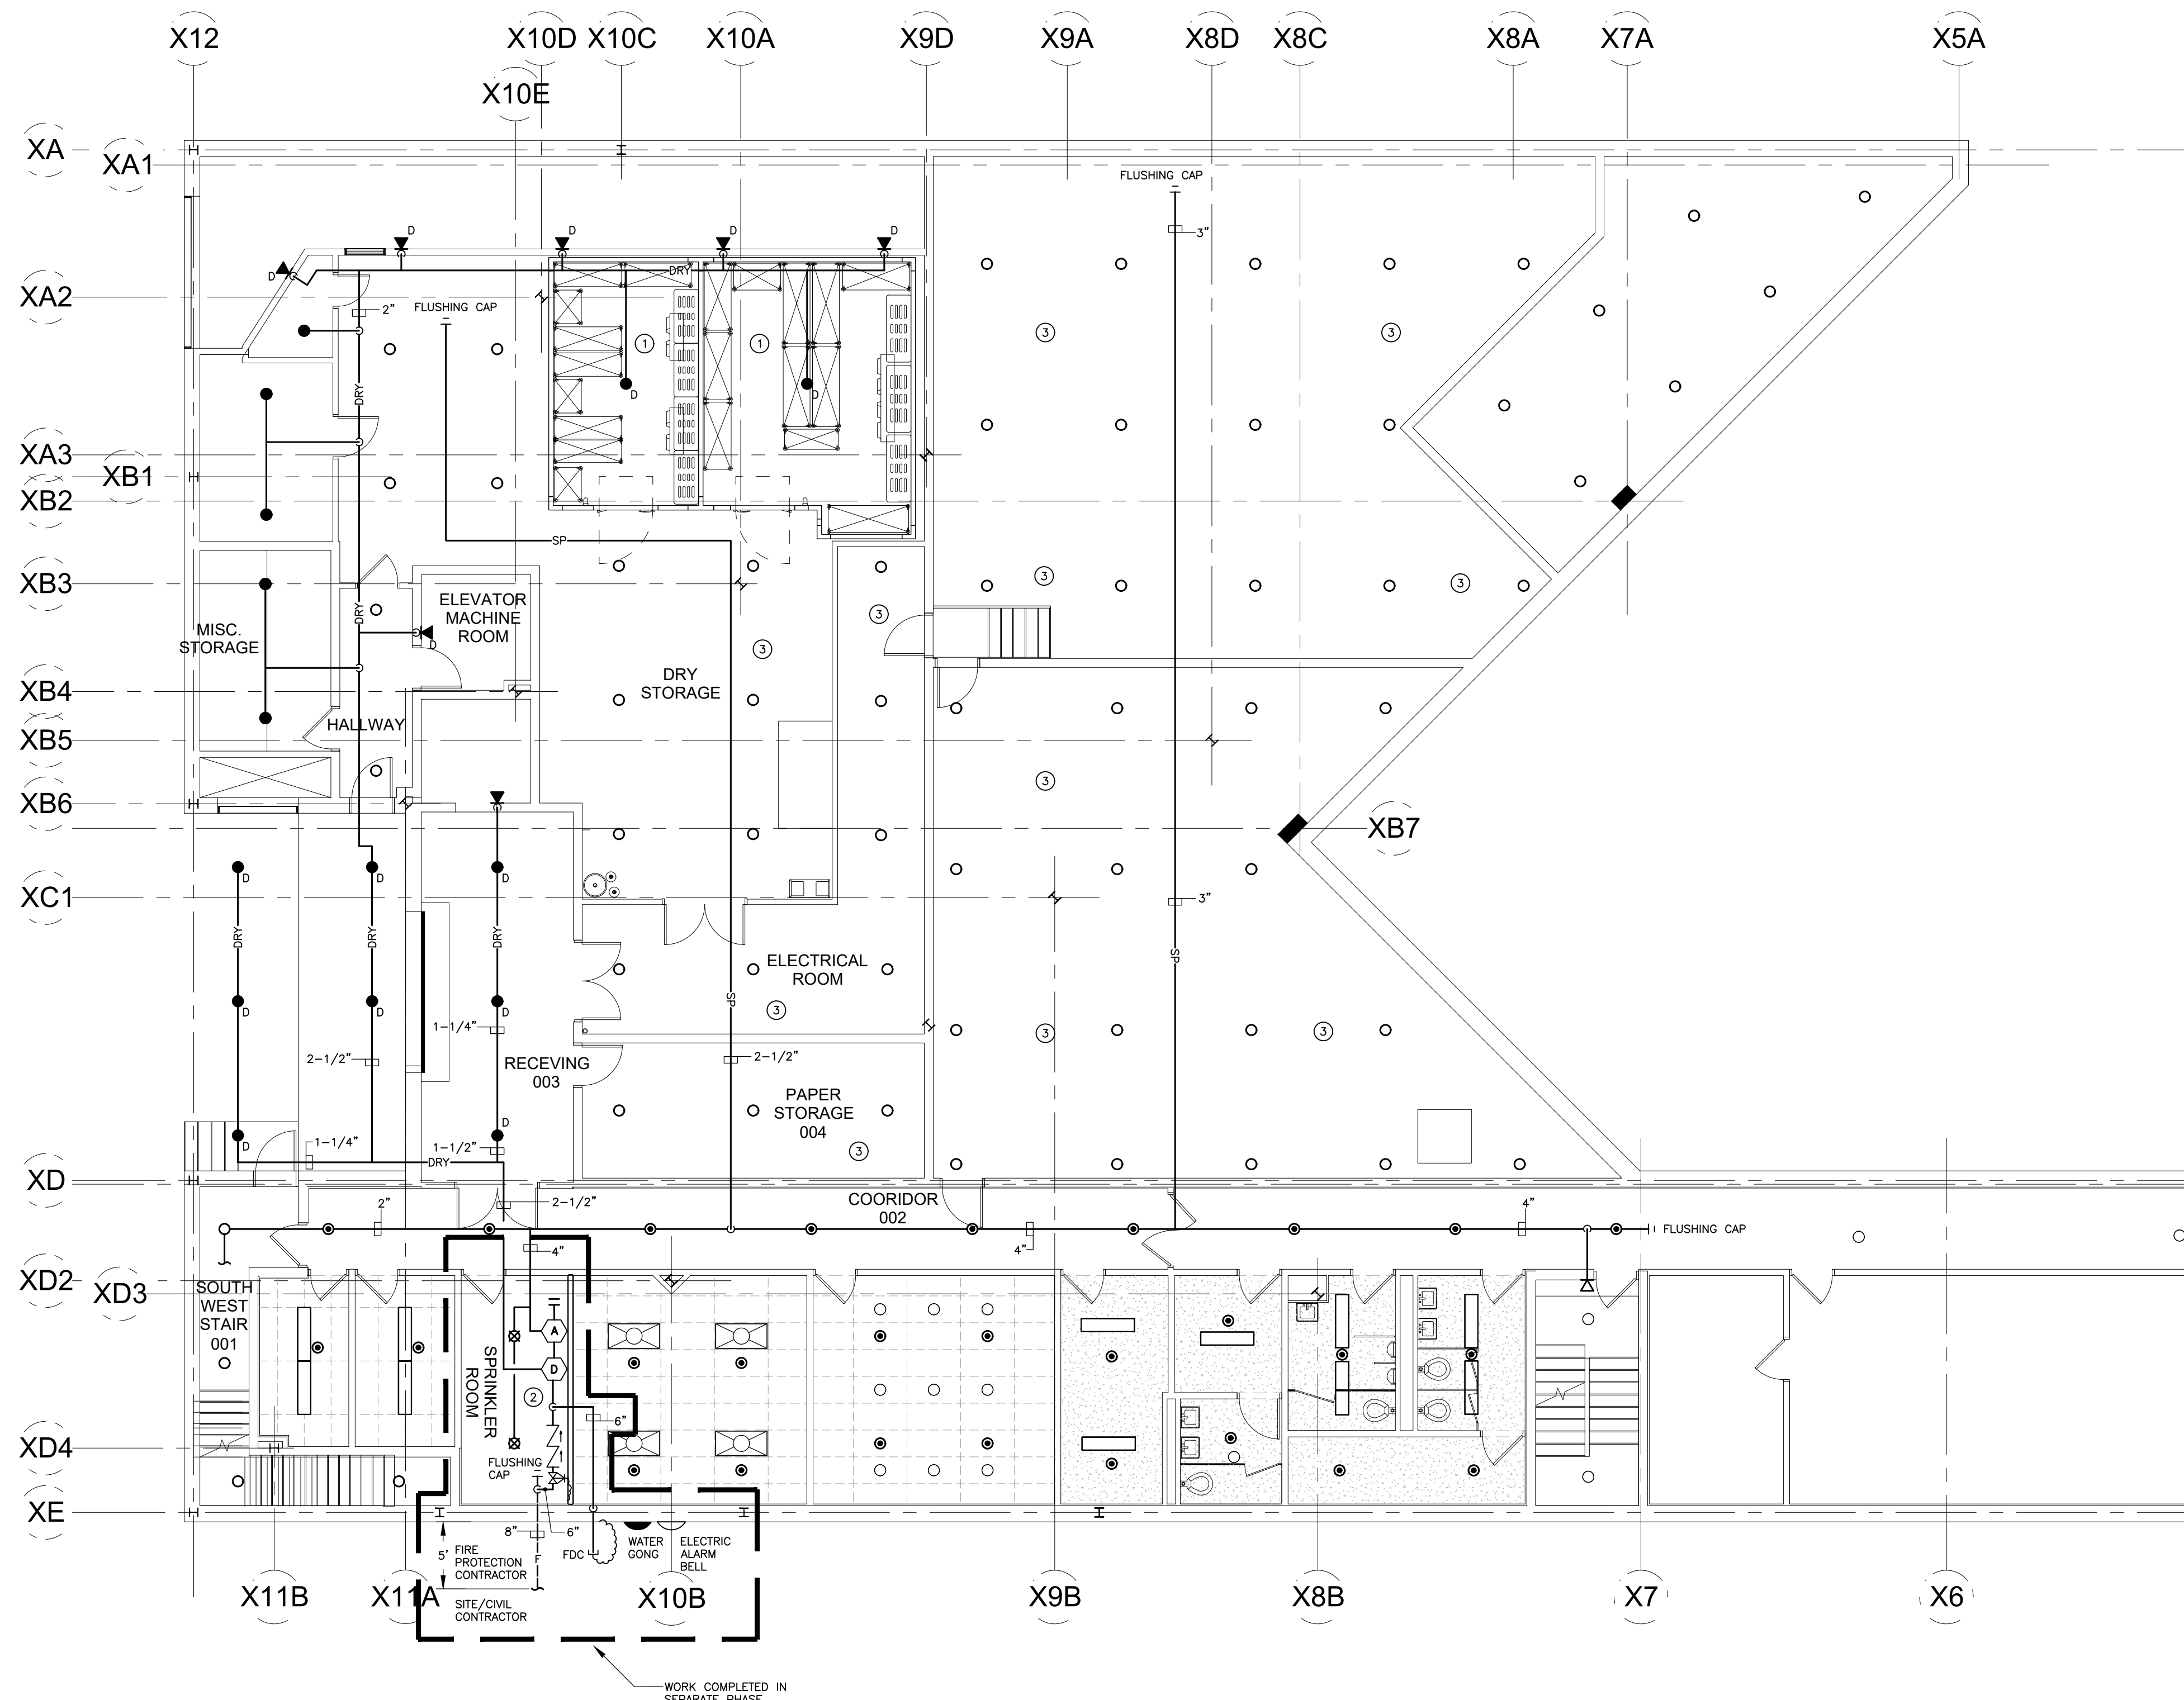 X12
X10D
X10C
X10A
X9D
X9A
X8D
X8C
X8A
X7A
X5A
X10E
XA
XA1
FLUSHING CAP
3"
D
D
D
D
D
DRY
XA2
2"
FLUSHING CAP
1
1
3
3
DRY
D
D
XA3
XB1
XB2
SP
XB3
3
3
3
DRY
ELEVATOR
MACHINE
ROOM
D
MISC.
STORAGE
3
DRY
STORAGE
XB4
HALLWAY
XB5
3
XB6
XB7
D
D
D
XC1
3"
DRY
DRY
DRY
SP
ELECTRICAL
ROOM
3
SP
D
D
D
1-1/4"
3
3
2-1/2"
2-1/2"
RECEVING
003
PAPER
STORAGE
004
3
D
D
1-1/4"
1-1/2"
DRY
XD
2"
2-1/2"
COORIDOR
002
4"
4"
4"
FLUSHING CAP
XD2
XD3
SOUTH
WEST
STAIR
001
SPRINKLER
ROOM
A
D
2
6"
XD4
FLUSHING
CAP
XE
8"
6"
F
FDC
WATER
GONG
ELECTRIC
ALARM
BELL
5'
FIRE
PROTECTION
CONTRACTOR
SITE/CIVIL
CONTRACTOR
X11B
X11A
X10B
X9B
X8B
X7
X6
WORK COMPLETED IN
SEPARATE PHASE